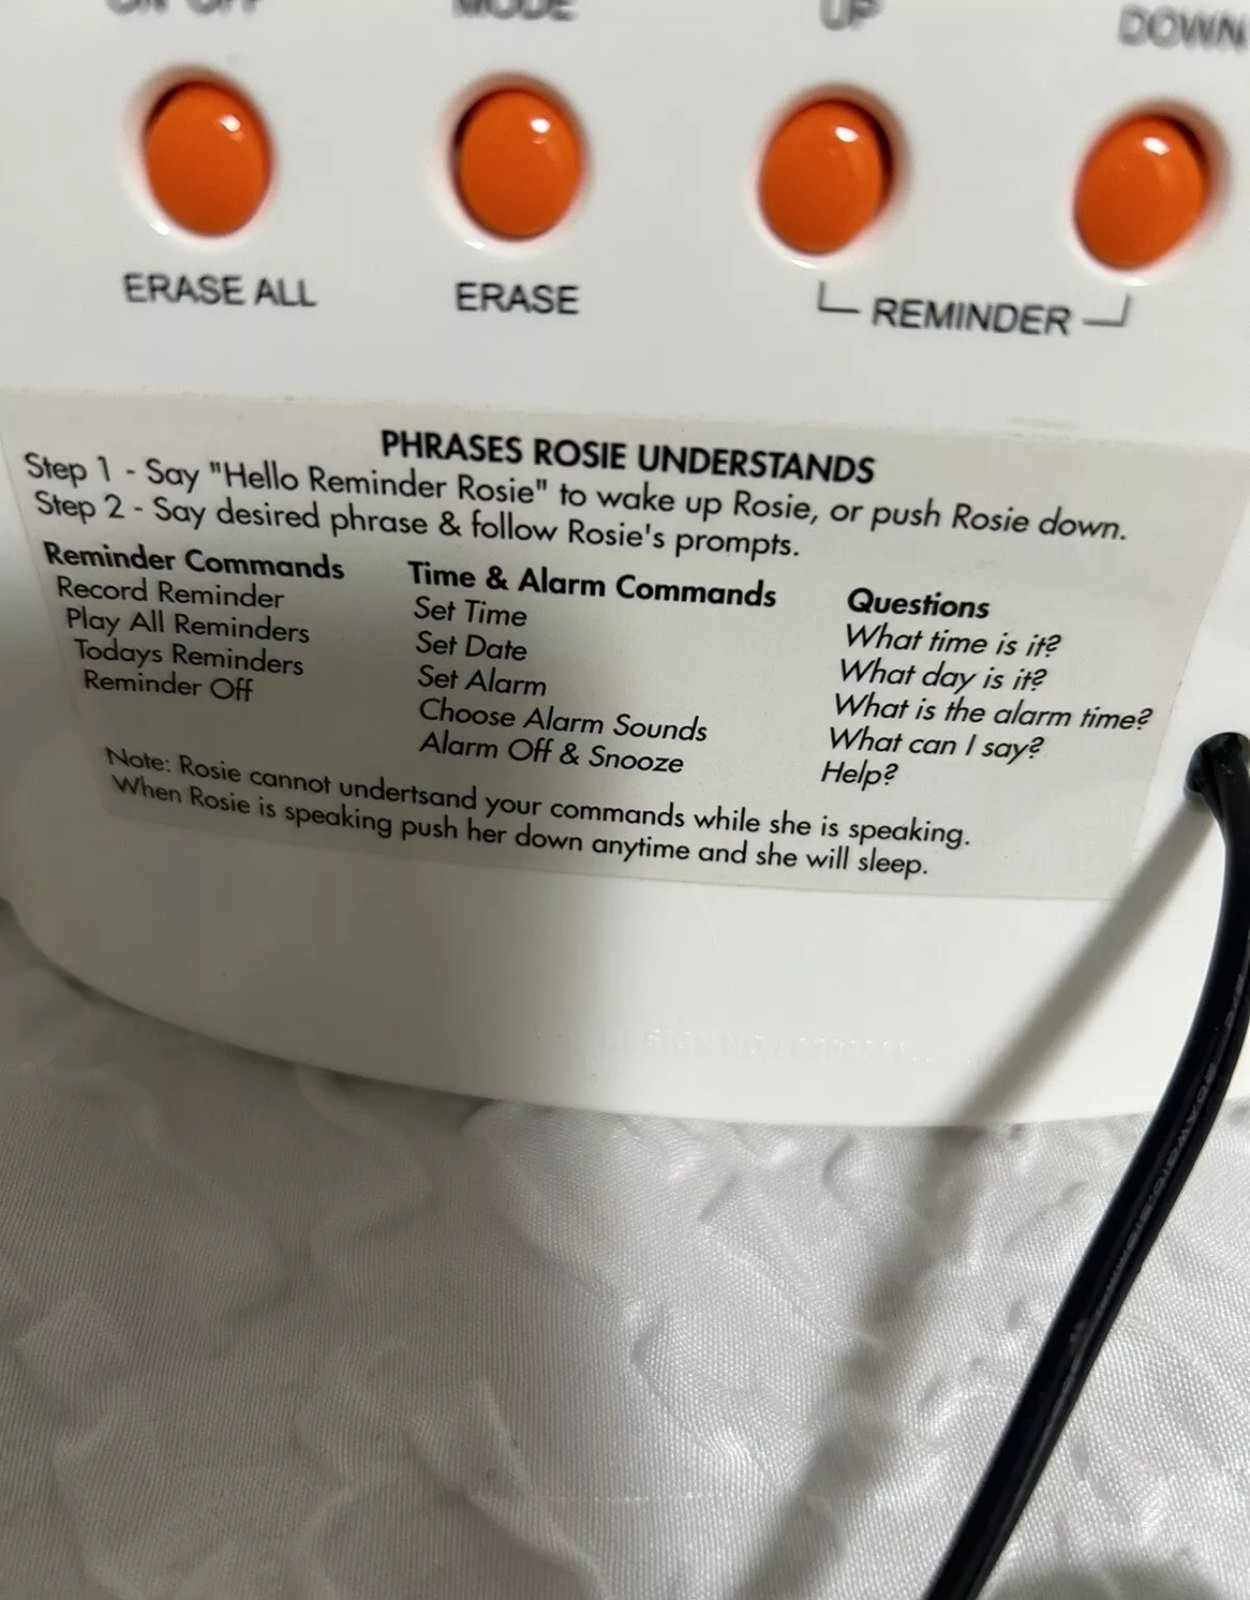 ON OFF MODE UP DOWN
ERASE ALL ERASE REMINDER
PHRASES ROSIE UNDERSTANDS
Step 1 - Say "Hello Reminder Rosie" to wake up Rosie, or push Rosie down.
Step 2 - Say desired phrase & follow Rosie's prompts.
Reminder Commands
Record Reminder
Play All Reminders
Todays Reminders
Reminder Off
Time & Alarm Commands
Set Time
Set Date
Set Alarm
Choose Alarm Sounds
Alarm Off & Snooze
Questions
What time is it?
What day is it?
What is the alarm time?
What can I say?
Help?
Note: Rosie cannot undertsand your commands while she is speaking.
When Rosie is speaking push her down anytime and she will sleep.